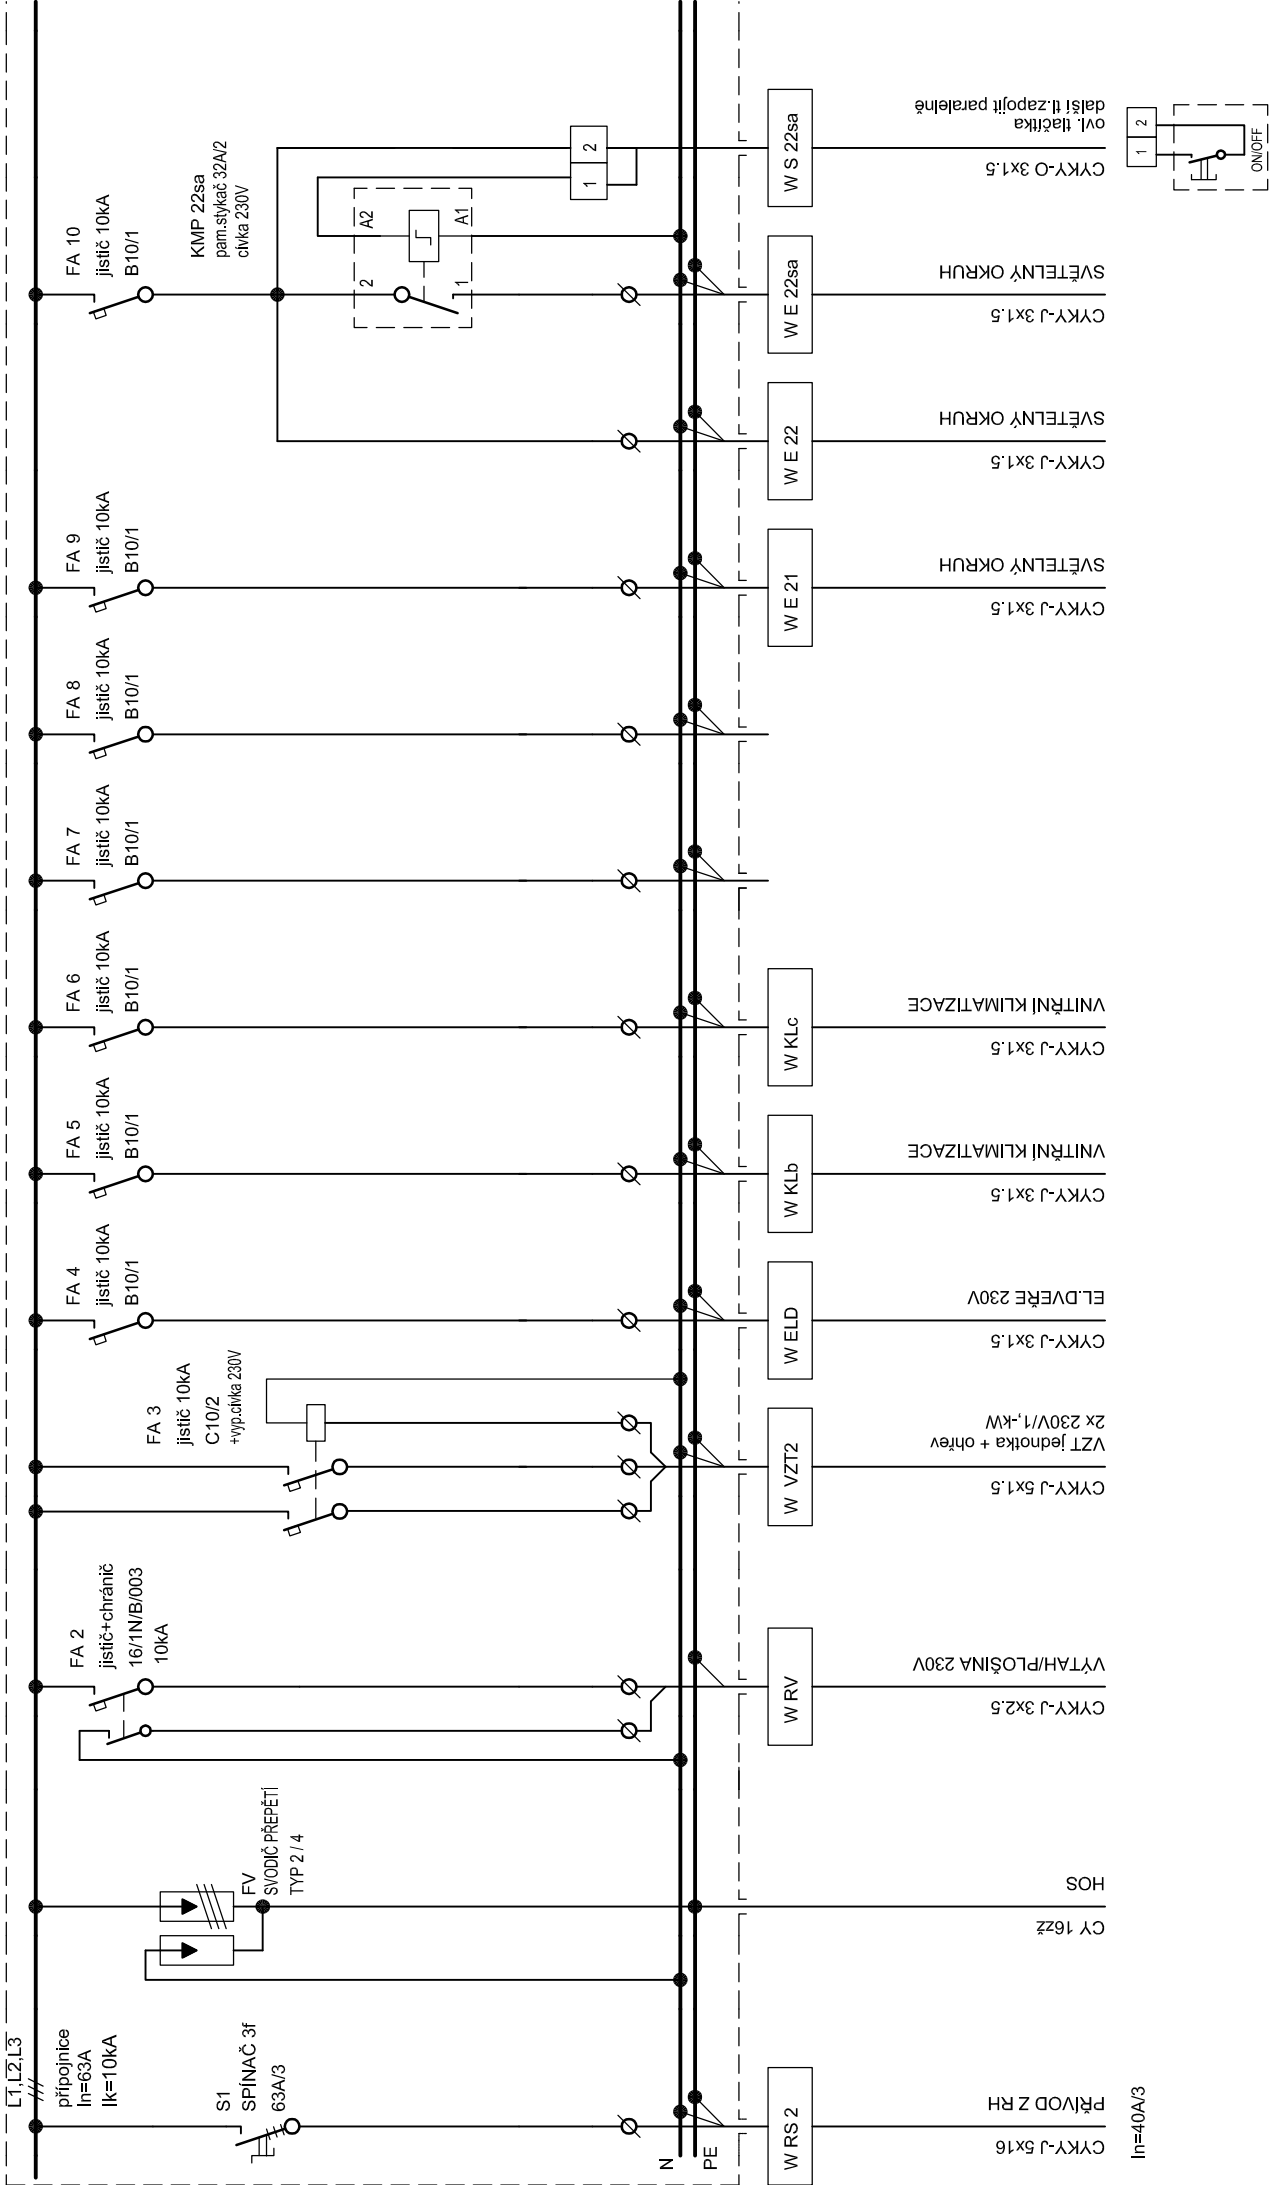 L1,L2,L3
přípojnice
In=63A
Ik=10kA
S1
SPÍNAČ 3f
63A/3
N
PE
W RS 2
PŘÍVOD Z RH
CYKY-J 5x16
In=40A/3
FV
SVODIČ PŘEPĚTÍ
TYP 2 / 4
HOS
CY 16zž
FA 2
jistič+chránič
16/1N/B/003
10kA
W RV
VÝTAH/PLOŠINA 230V
CYKY-J 3x2.5
FA 3
jistič 10kA
C10/2
+vyp.cívka 230V
W VZT2
2x 230V/1,-kW
VZT jednotka + ohřev
CYKY-J 5x1.5
FA 4
jistič 10kA
B10/1
W ELD
EL.DVEŘE 230V
CYKY-J 3x1.5
FA 5
jistič 10kA
B10/1
W KLb
VNITŘNÍ KLIMATIZACE
CYKY-J 3x1.5
FA 6
jistič 10kA
B10/1
W KLc
VNITŘNÍ KLIMATIZACE
CYKY-J 3x1.5
FA 7
jistič 10kA
B10/1
FA 8
jistič 10kA
B10/1
FA 9
jistič 10kA
B10/1
W E 21
SVĚTELNÝ OKRUH
CYKY-J 3x1.5
W E 22
SVĚTELNÝ OKRUH
CYKY-J 3x1.5
FA 10
jistič 10kA
B10/1
KMP 22sa
pam.stykač 32A/2
cívka 230V
2
1
A2
A1
1
2
W E 22sa
SVĚTELNÝ OKRUH
CYKY-J 3x1.5
W S 22sa
ovl. tlačítka
další tl.zapojit paralelně
CYKY-O 3x1.5
1
2
ON/OFF